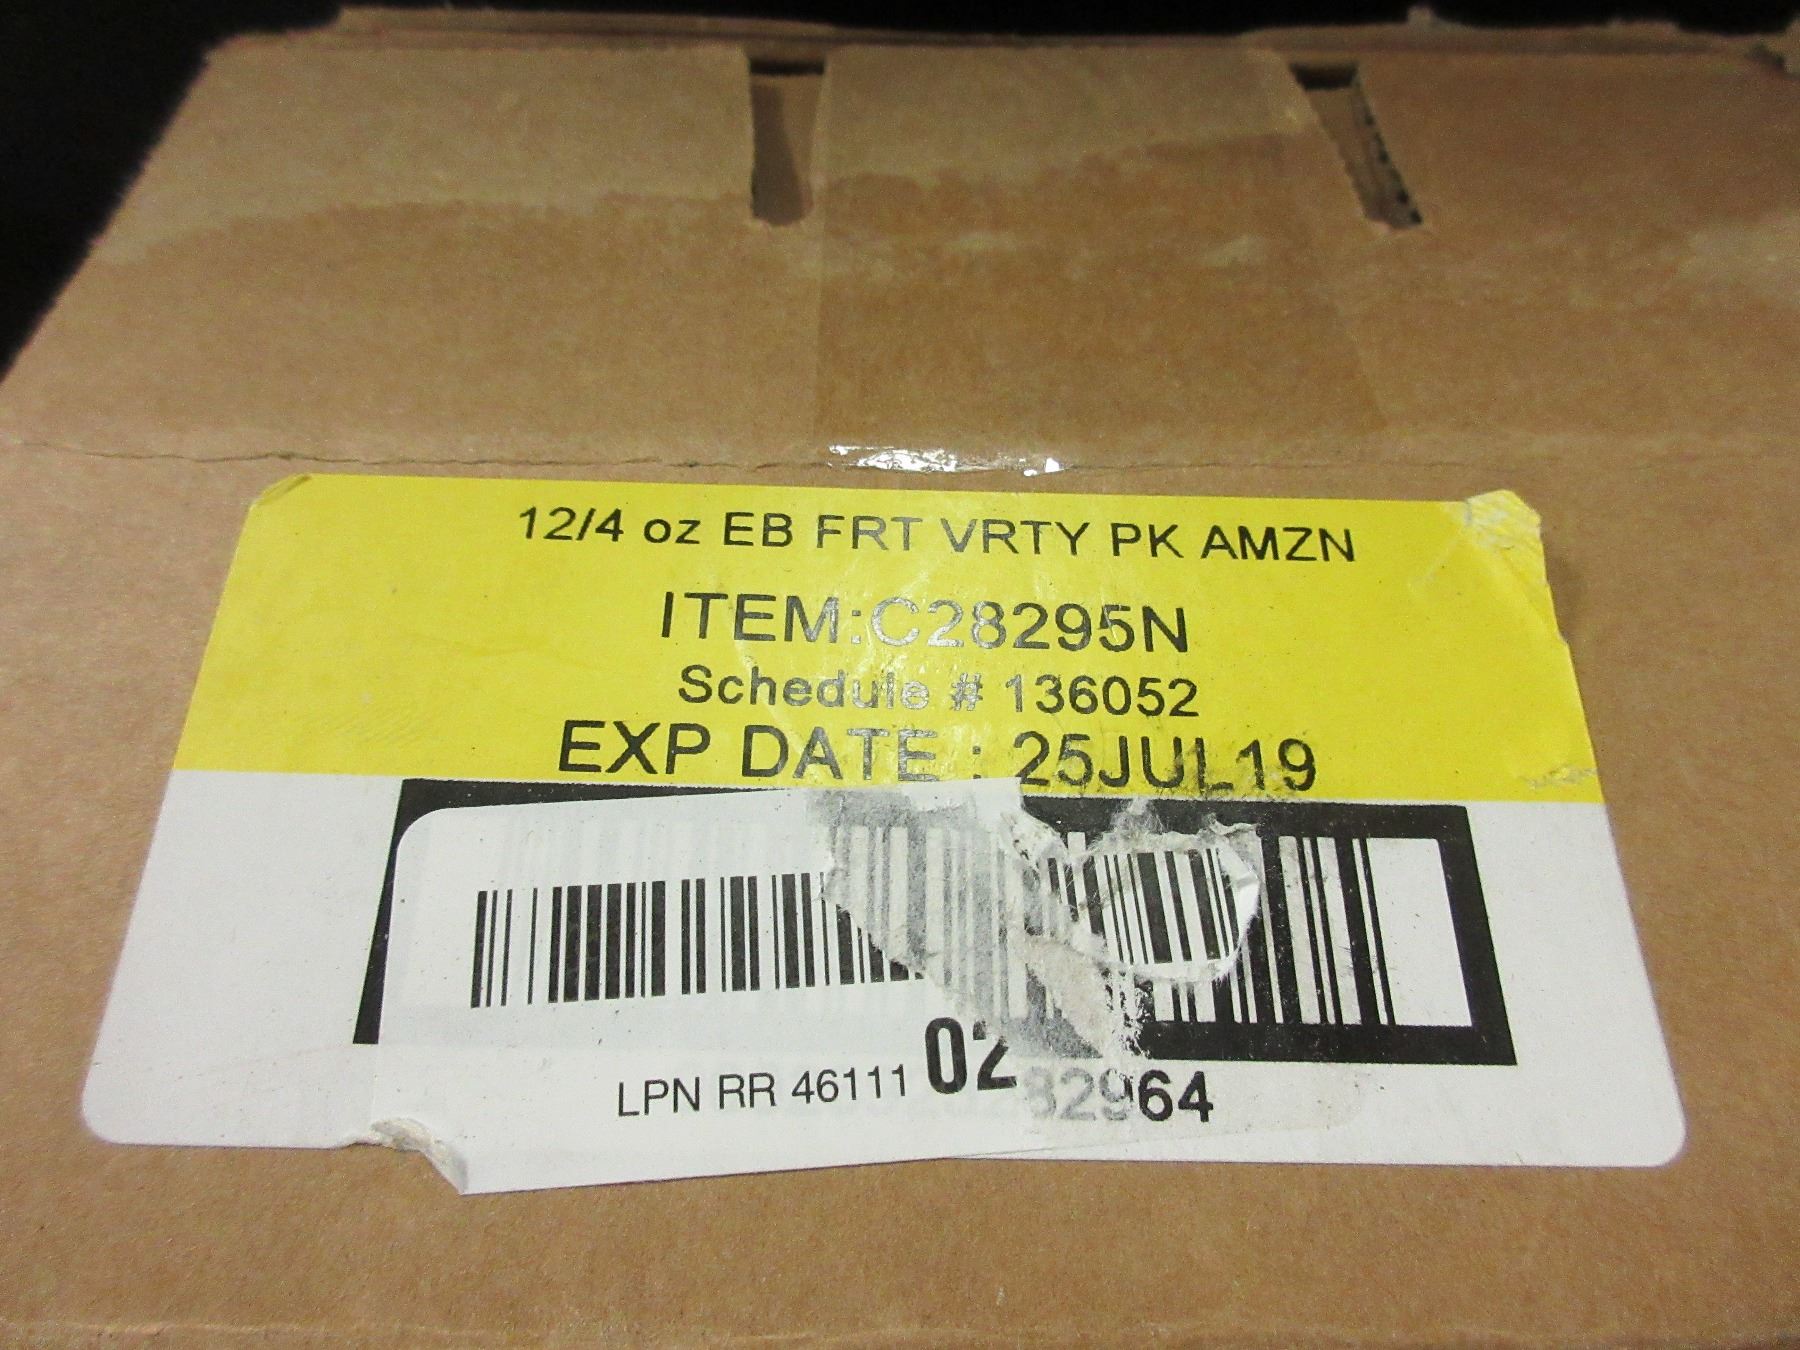 12/4 oz EB FRT VRTY PK AMZN
ITEM:C28295N
Schedule # 136052
EXP DATE : 25JUL19
LPN RR 46111 02